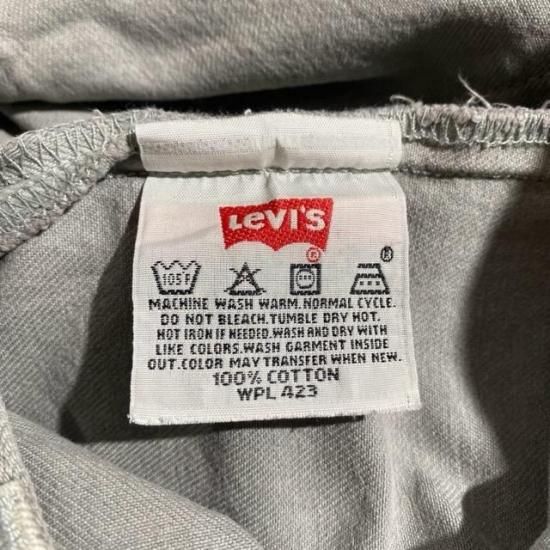 LEVI'S
®
®
105F
MACHINE WASH WARM. NORMAL CYCLE.
DO NOT BLEACH. TUMBLE DRY HOT.
HOT IRON IF NEEDED. WASH AND DRY WITH
LIKE COLORS. WASH GARMENT INSIDE
OUT. COLOR MAY TRANSFER WHEN NEW.
100% COTTON
WPL 423